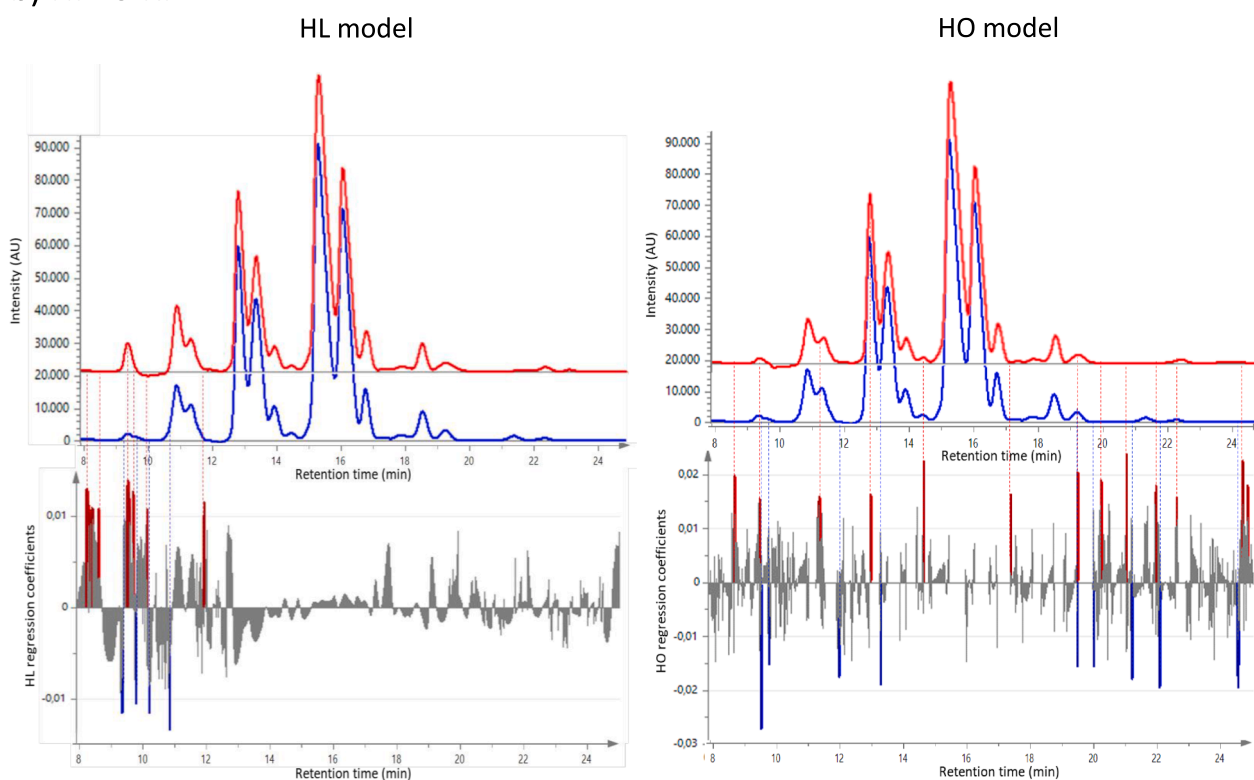 HL model
HO model
Intensity (AU)
90.000
80.000
70.000
60.000
50.000
40.000
30.000
20.000
10.000
0
8 10 12 14 16 18 20 22 24
Retention time (min)
Intensity (AU)
90.000
80.000
70.000
60.000
50.000
40.000
30.000
20.000
10.000
0
8 10 12 14 16 18 20 22 24
Retention time (min)
HL regression coefficients
0,01
0
-0,01
8 10 12 14 16 18 20 22 24
Retention time (min)
HO regression coefficients
0,02
0,01
0
-0,01
-0,02
-0,03
8 10 12 14 16 18 20 22 24
Retention time (min)